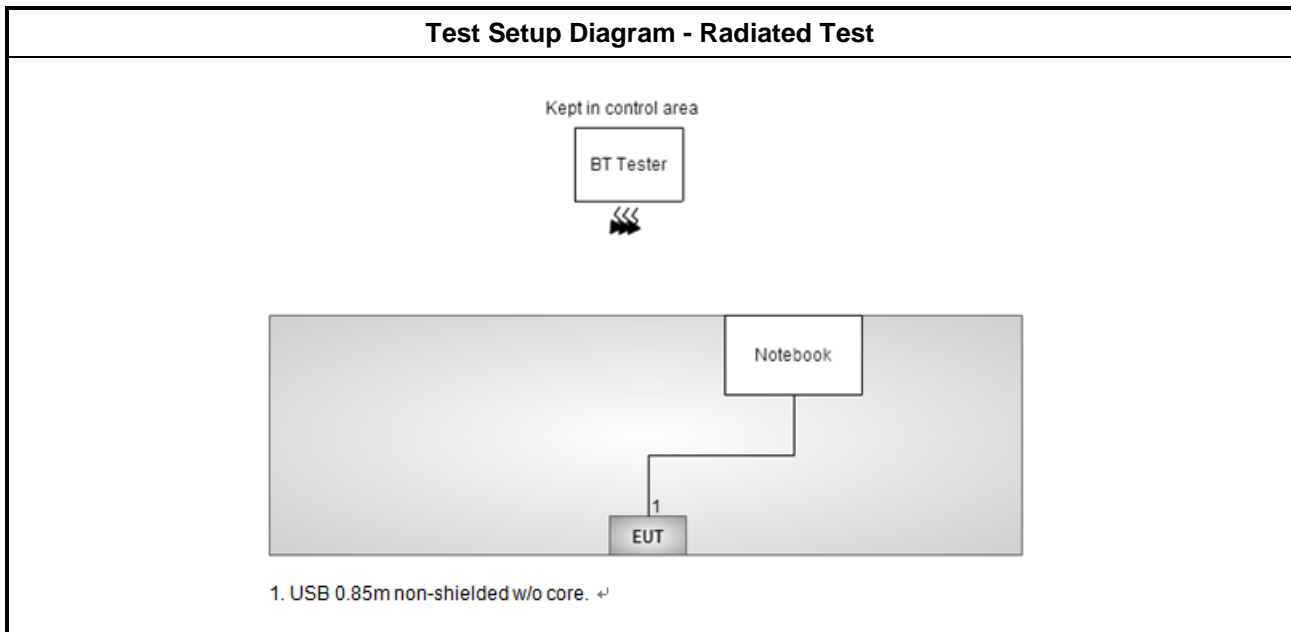 Test Setup Diagram - Radiated Test
Kept in control area
BT Tester
Notebook
1
EUT
1. USB 0.85m non-shielded w/o core. ↵